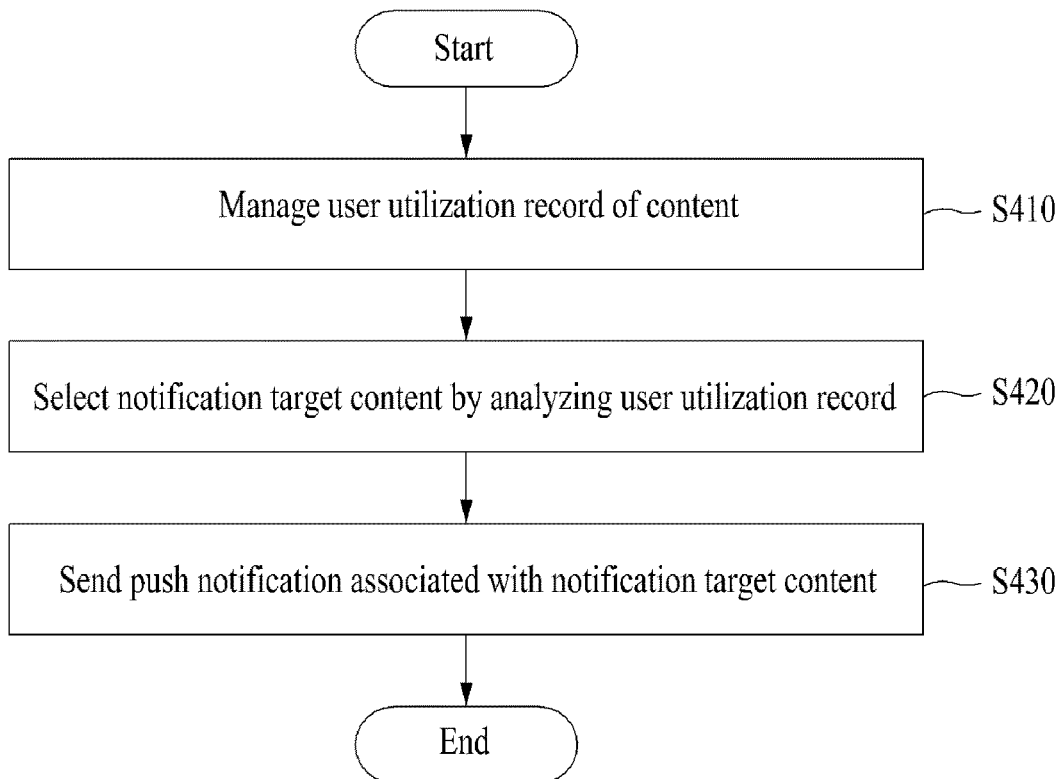 Start
Manage user utilization record of content
S410
Select notification target content by analyzing user utilization record
S420
Send push notification associated with notification target content
S430
End